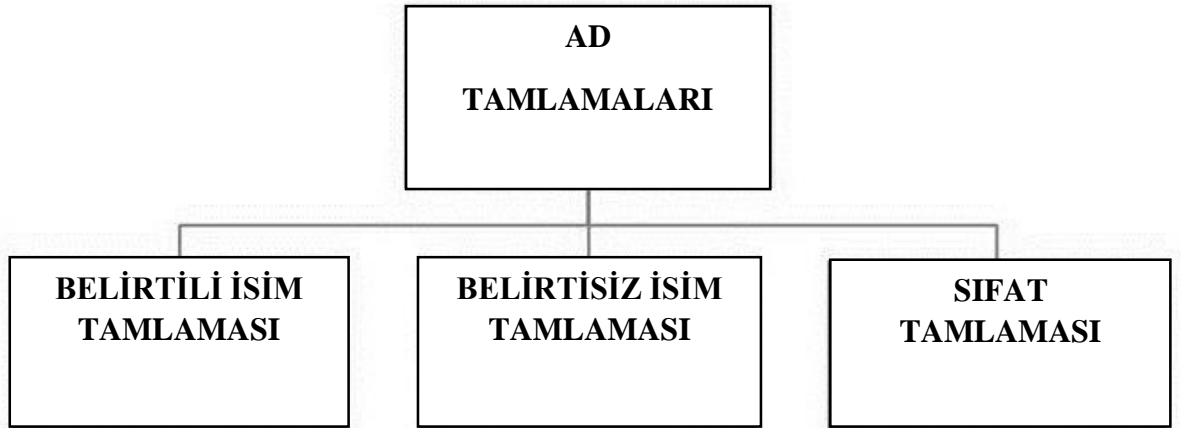 AD
TAMLAMALARI
BELİRTİLİ İSİM
TAMLAMASI
BELİRTİSİZ İSİM
TAMLAMASI
SIFAT
TAMLAMASI